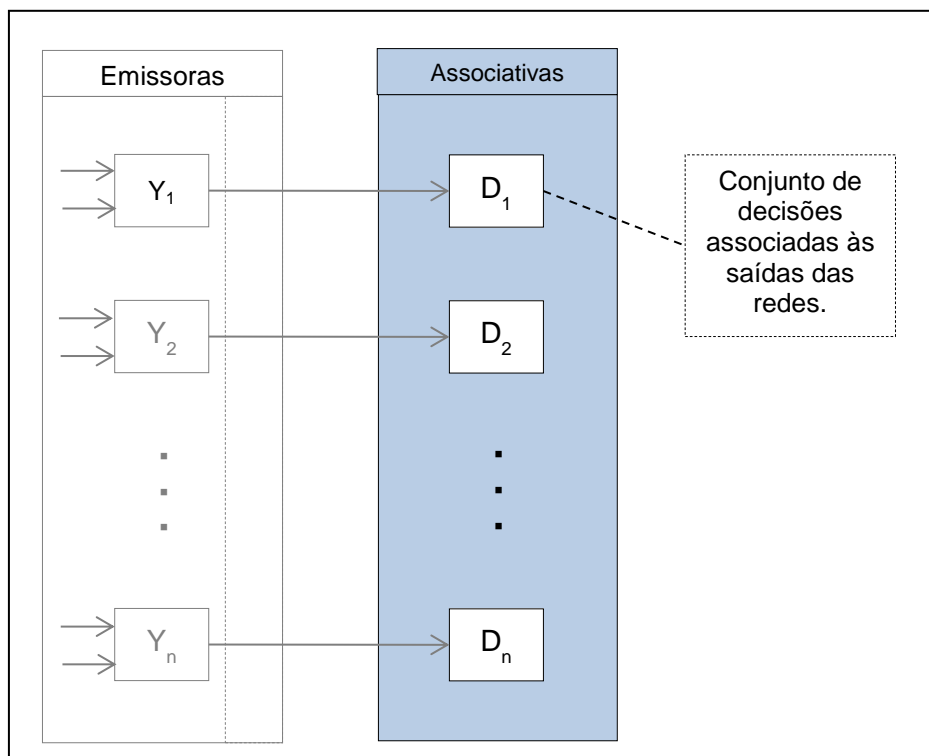 Emissoras
Associativas
Y₁
D₁
Conjunto de
decisões
associadas às
saídas das
redes.
Y₂
D₂
Yₙ
Dₙ